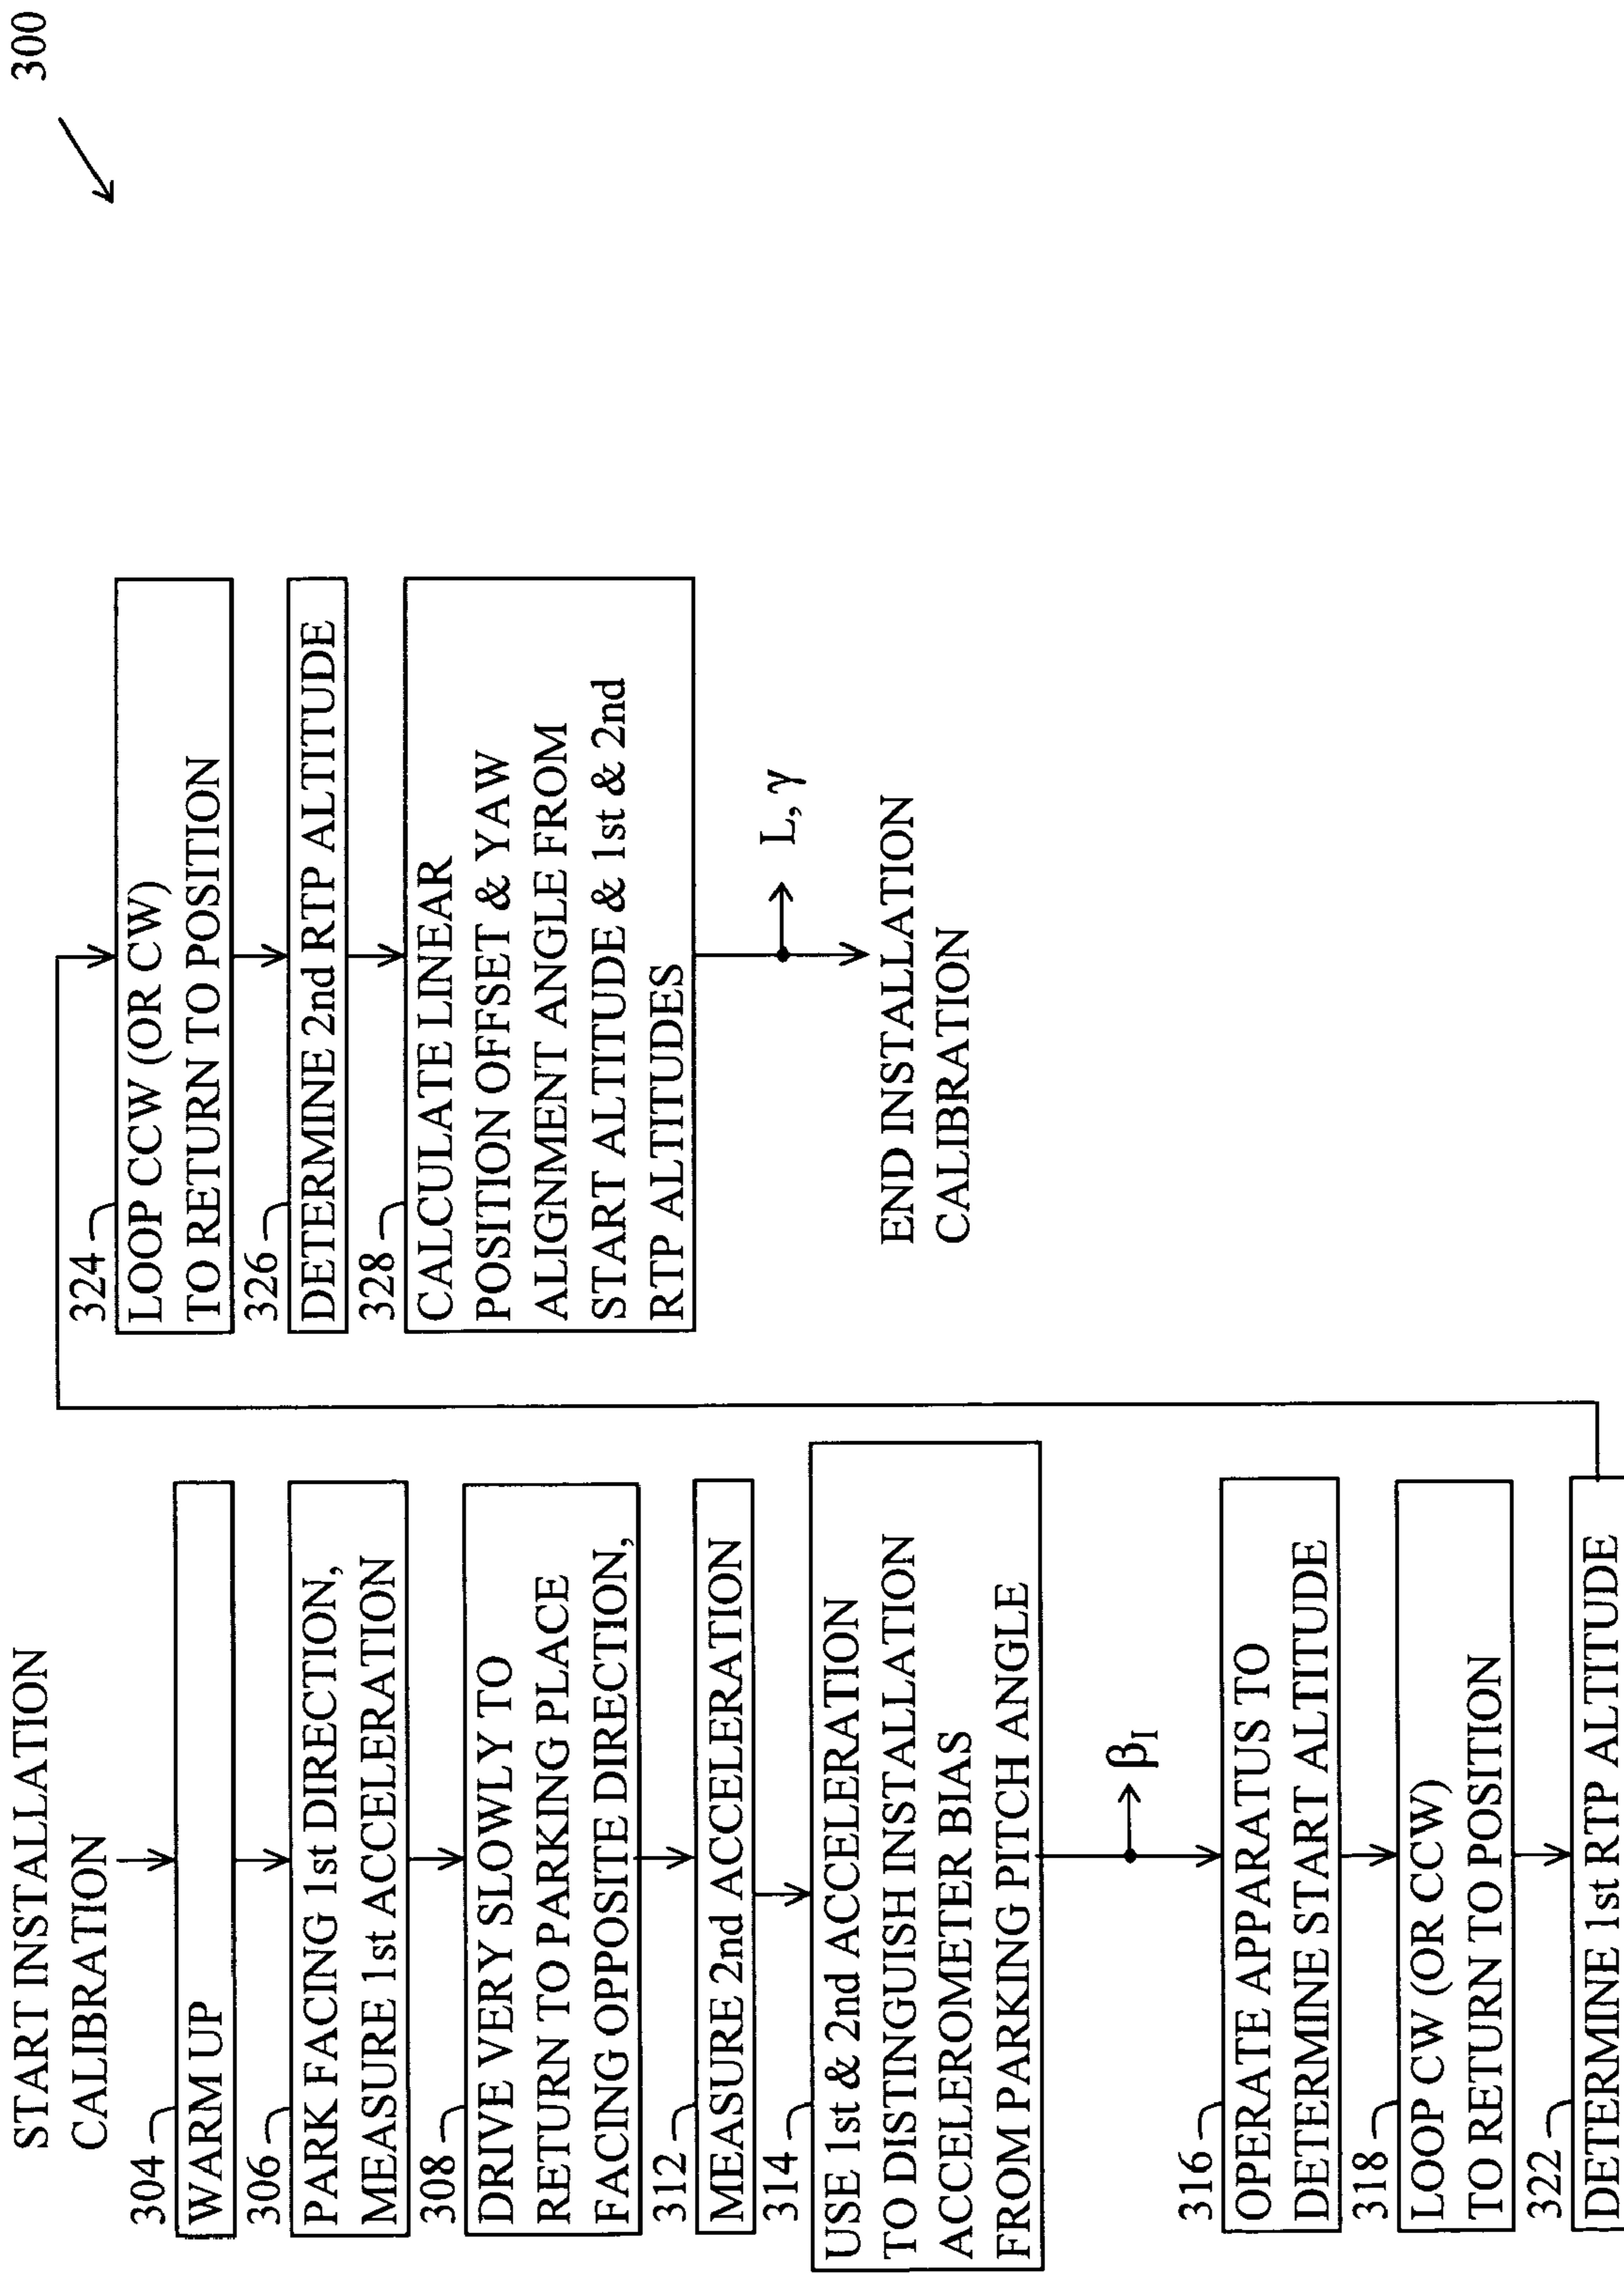 300
START INSTALLATION
CALIBRATION
304
WARM UP
306
PARK FACING 1st DIRECTION,
MEASURE 1st ACCELERATION
308
DRIVE VERY SLOWLY TO
RETURN TO PARKING PLACE
FACING OPPOSITE DIRECTION,
312
MEASURE 2nd ACCELERATION
314
USE 1st & 2nd ACCELERATION
TO DISTINGUISH INSTALLATION
ACCELEROMETER BIAS
FROM PARKING PITCH ANGLE
βI
316
OPERATE APPARATUS TO
DETERMINE START ALTITUDE
318
LOOP CW (OR CCW)
TO RETURN TO POSITION
322
DETERMINE 1st RTP ALTITUDE
324
LOOP CCW (OR CW)
TO RETURN TO POSITION
326
DETERMINE 2nd RTP ALTITUDE
328
CALCULATE LINEAR
POSITION OFFSET & YAW
ALIGNMENT ANGLE FROM
START ALTITUDE & 1st & 2nd
RTP ALTITUDES
L, γ
END INSTALLATION
CALIBRATION